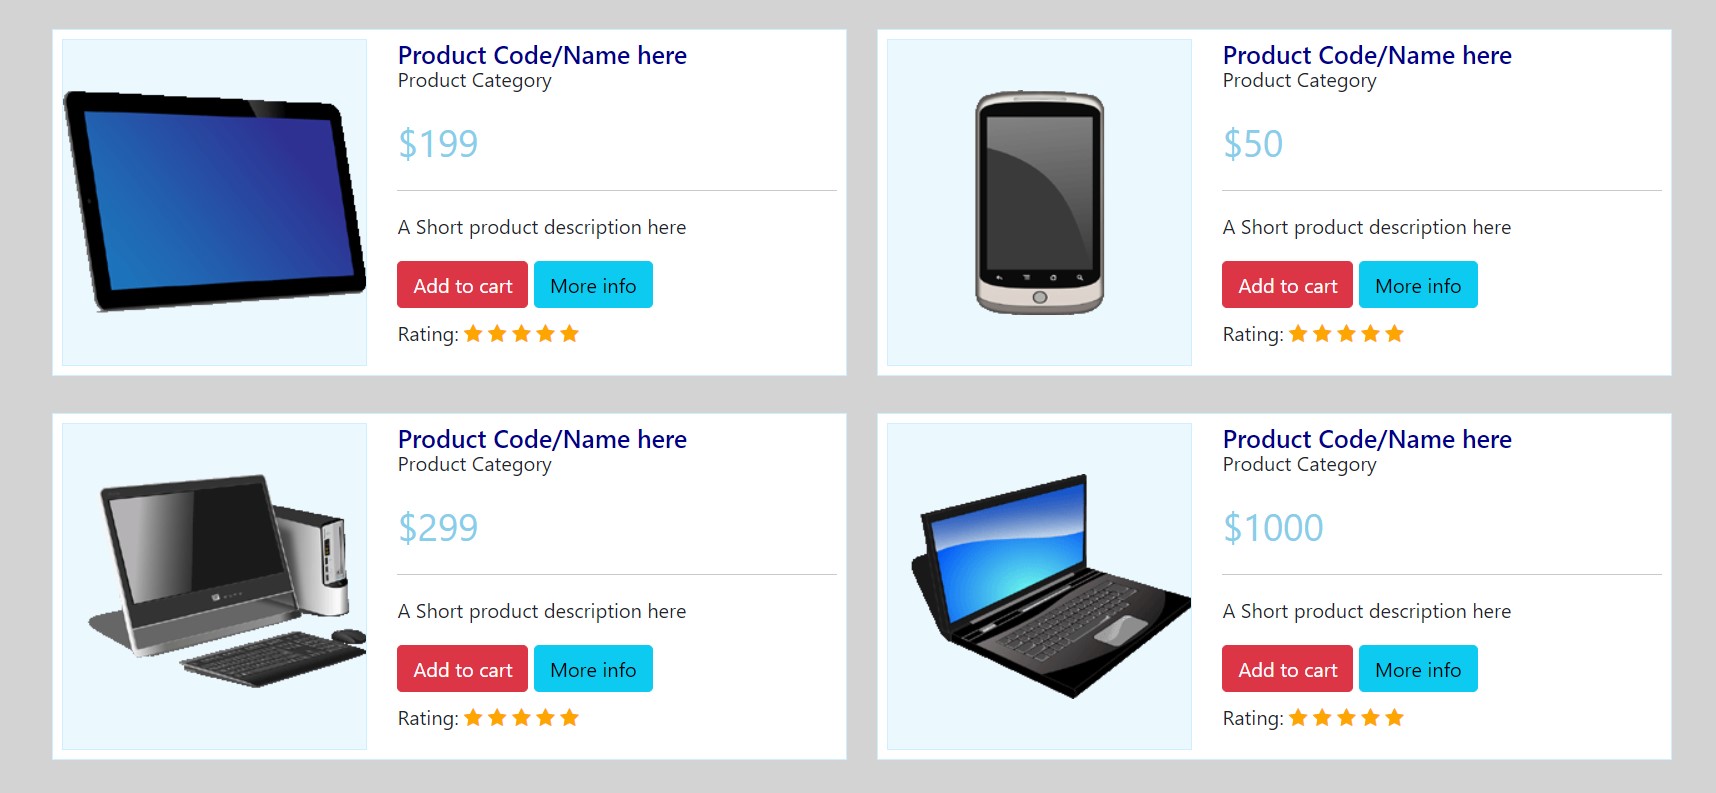 Product Code/Name here
Product Category
$199
A Short product description here
Add to cart
More info
Rating:
Product Code/Name here
Product Category
$50
A Short product description here
Add to cart
More info
Rating:
Product Code/Name here
Product Category
$299
A Short product description here
Add to cart
More info
Rating:
Product Code/Name here
Product Category
$1000
A Short product description here
Add to cart
More info
Rating: